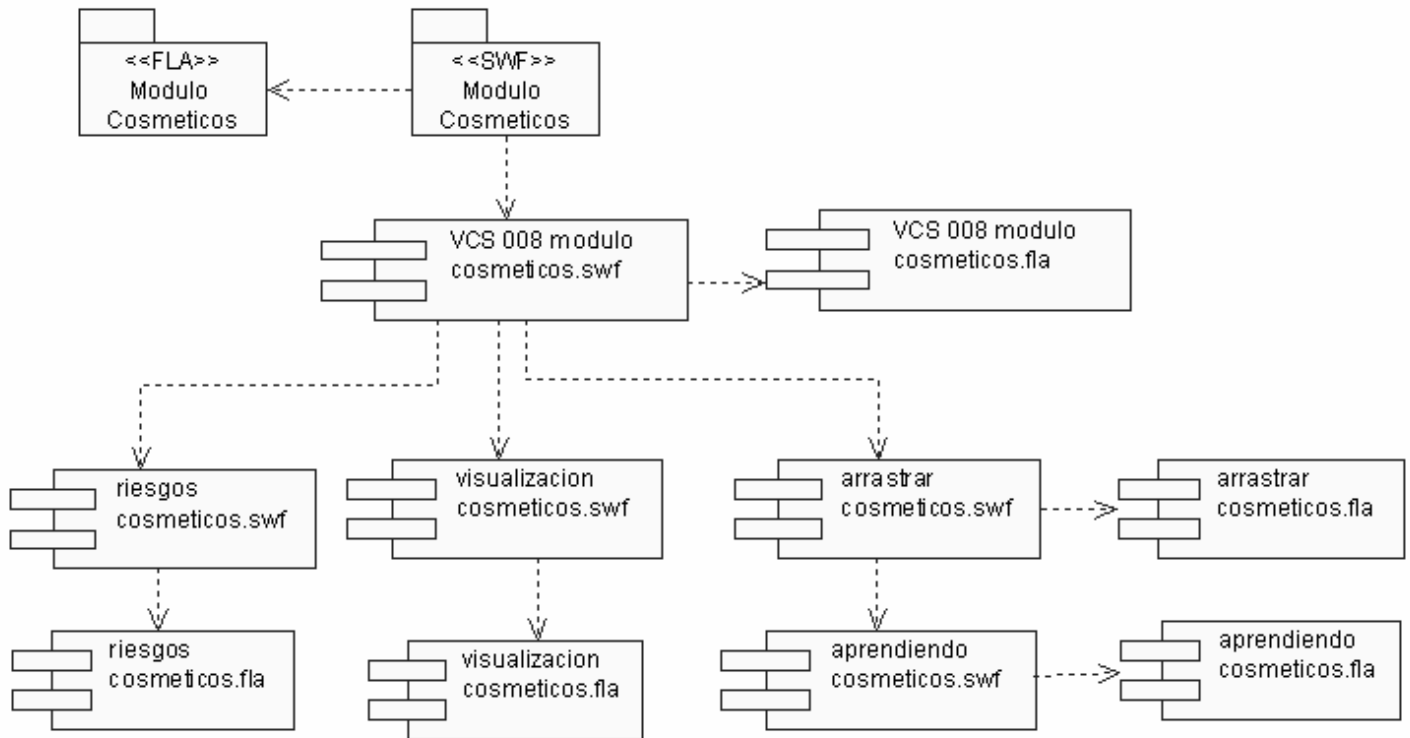 <<FLA>>
Modulo
Cosmeticos
<<SWF>>
Modulo
Cosmeticos
VCS 008 modulo
cosmeticos.swf
VCS 008 modulo
cosmeticos.fla
riesgos
cosmeticos.swf
visualizacion
cosmeticos.swf
arrastrar
cosmeticos.swf
arrastrar
cosmeticos.fla
riesgos
cosmeticos.fla
visualizacion
cosmeticos.fla
aprendiendo
cosmeticos.swf
aprendiendo
cosmeticos.fla